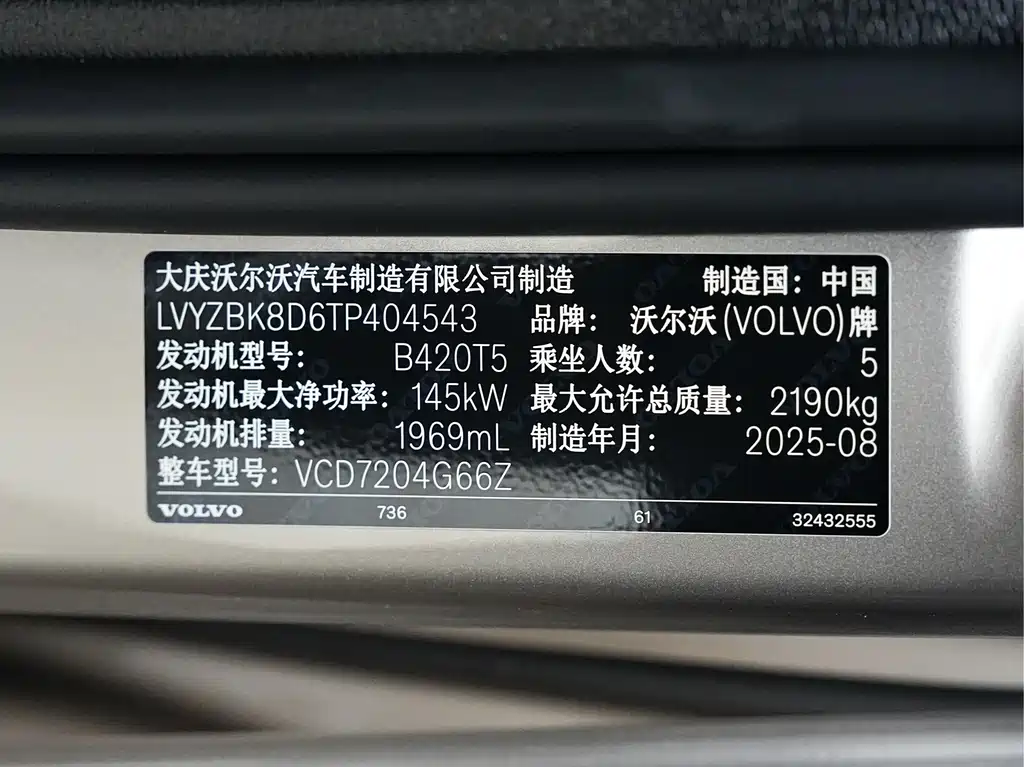 大庆沃尔沃汽车制造有限公司制造 制造国：中国
LVYZBK8D6TP404543 品牌： 沃尔沃(VOLVO)牌
发动机型号： B420T5 乘坐人数： 5
发动机最大净功率： 145kW 最大允许总质量： 2190kg
发动机排量： 1969mL 制造年月： 2025-08
整车型号： VCD7204G66Z
VOLVO 736 61 32432555